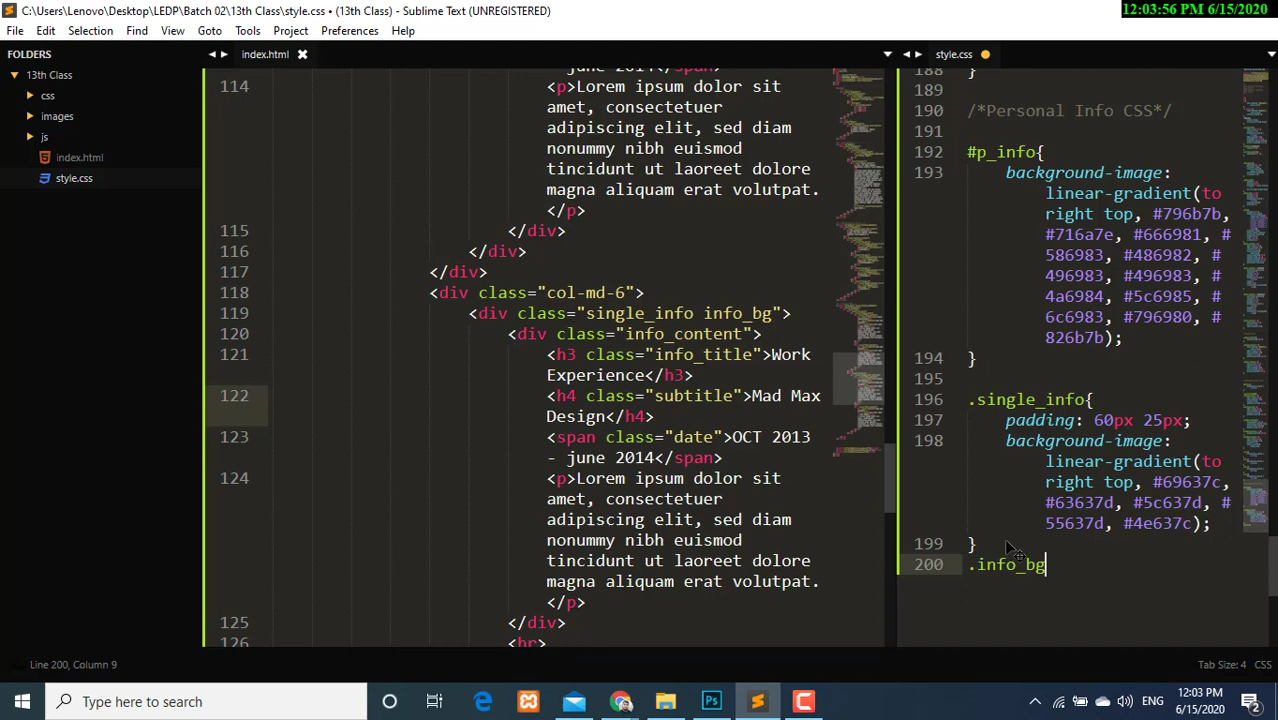 C:\Users\Lenovo\Desktop\LEDP\Batch 02\13th Class\style.css • (13th Class) - Sublime Text (UNREGISTERED)
12:03:56 PM 6/15/2020
File Edit Selection Find View Goto Tools Project Preferences Help
FOLDERS
13th Class
css
images
js
index.html
style.css
index.html
june 2014</span>
114 <p>Lorem ipsum dolor sit
amet, consectetuer
adipiscing elit, sed diam
nonummy nibh euismod
tincidunt ut laoreet dolore
magna aliquam erat volutpat.
</p>
115 </div>
116 </div>
117 </div>
118 <div class="col-md-6">
119 <div class="single_info info_bg">
120 <div class="info_content">
121 <h3 class="info_title">Work
Experience</h3>
122 <h4 class="subtitle">Mad Max
Design</h4>
123 <span class="date">OCT 2013
- june 2014</span>
124 <p>Lorem ipsum dolor sit
amet, consectetuer
adipiscing elit, sed diam
nonummy nibh euismod
tincidunt ut laoreet dolore
magna aliquam erat volutpat.
</p>
125 </div>
126 <hr>
style.css
188 }
189
190 /*Personal Info CSS*/
191
192 #p_info{
193 background-image:
linear-gradient(to
right top, #796b7b,
#716a7e, #666981, #
586983, #486982, #
496983, #496983, #
4a6984, #5c6985, #
6c6983, #796980, #
826b7b);
194 }
195
196 .single_info{
197 padding: 60px 25px;
198 background-image:
linear-gradient(to
right top, #69637c,
#63637d, #5c637d, #
55637d, #4e637c);
199 }
200 .info_bg
Line 200, Column 9
Tab Size: 4 CSS
Type here to search
ENG
12:03 PM
6/15/2020
2